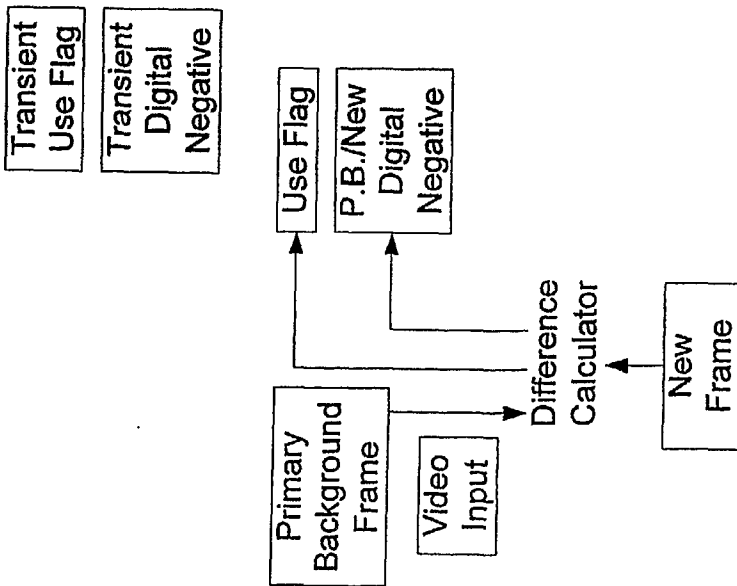 Transient
Use Flag
Transient
Digital
Negative
Primary
Background
Frame
Use Flag
P.B./New
Digital
Negative
Video
Input
Difference
Calculator
New
Frame